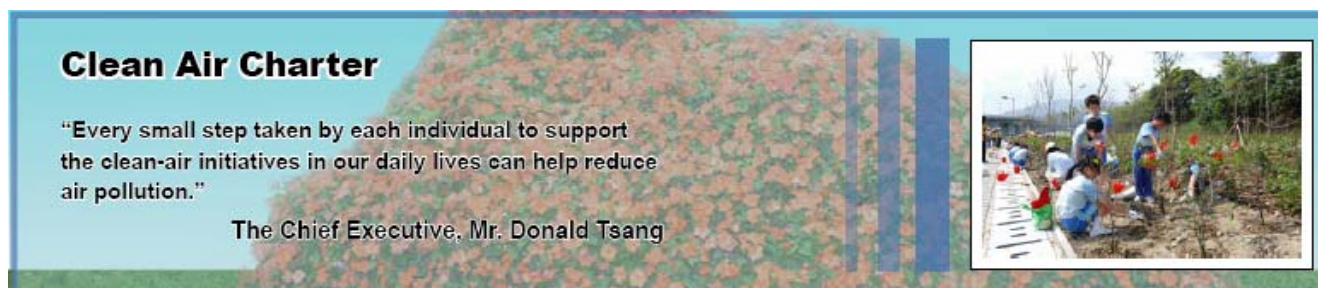 Clean Air Charter
“Every small step taken by each individual to support
the clean-air initiatives in our daily lives can help reduce
air pollution.”
The Chief Executive, Mr. Donald Tsang